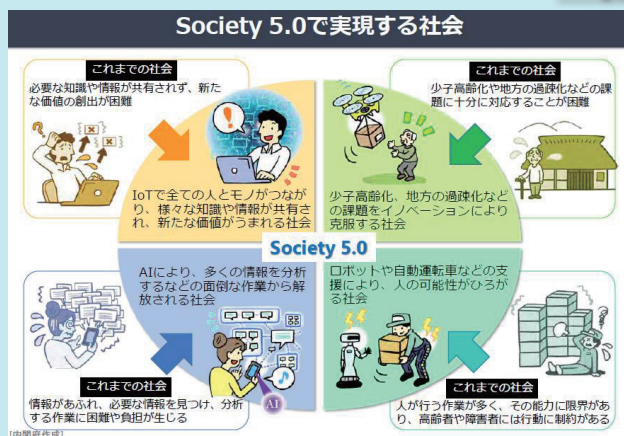 Society 5.0で実現する社会
これまでの社会
必要な知識や情報が共有されず、新た
な価値の創出が困難
これまでの社会
少子高齢化や地方の過疎化などの課
題に十分に対応することが困難
IoTで全ての人とモノがつなが
り、様々な知識や情報が共有さ
れ、新たな価値がうまれる社会
少子高齢化、地方の過疎化など
の課題をイノベーションにより
克服する社会
Society 5.0
AIにより、多くの情報を分析
するなどの面倒な作業から解
放される社会
ロボットや自動運転車などの支
援により、人の可能性がひろが
る社会
AI
これまでの社会
情報があふれ、必要な情報を見つけ、分析
する作業に困難や負担が生じる
これまでの社会
人が行う作業が多く、その能力に限界があ
り、高齢者や障害者には行動に制約がある
[内閣府作成]